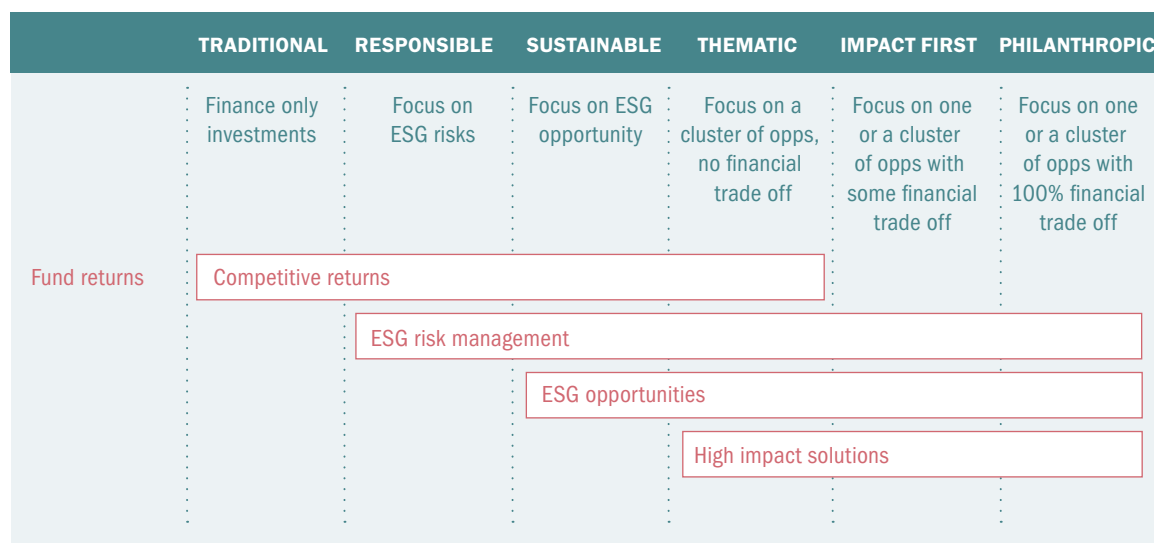 TRADITIONAL RESPONSIBLE SUSTAINABLE THEMATIC IMPACT FIRST PHILANTHROPIC
Finance only
investments
Focus on
ESG risks
Focus on ESG
opportunity
Focus on a
cluster of opps,
no financial
trade off
Focus on one
or a cluster
of opps with
some financial
trade off
Focus on one
or a cluster
of opps with
100% financial
trade off
Fund returns
Competitive returns
ESG risk management
ESG opportunities
High impact solutions